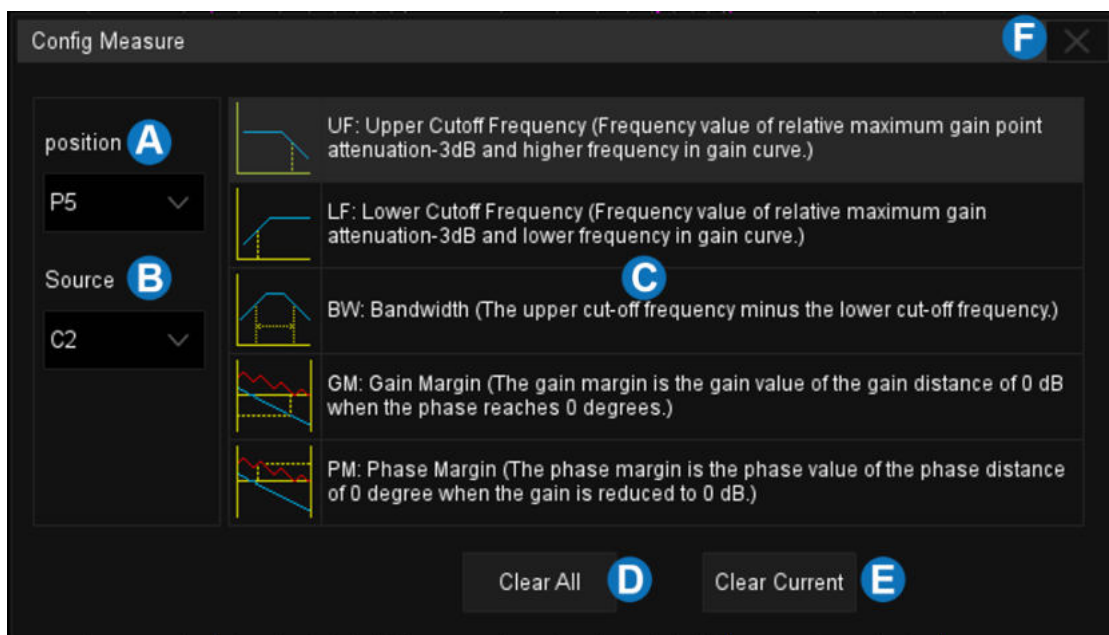 Config Measure
F
position A
P5
Source B
C2
UF: Upper Cutoff Frequency (Frequency value of relative maximum gain point
attenuation-3dB and higher frequency in gain curve.)
LF: Lower Cutoff Frequency (Frequency value of relative maximum gain
attenuation-3dB and lower frequency in gain curve.)
C
BW: Bandwidth (The upper cut-off frequency minus the lower cut-off frequency.)
GM: Gain Margin (The gain margin is the gain value of the gain distance of 0 dB
when the phase reaches 0 degrees.)
PM: Phase Margin (The phase margin is the phase value of the phase distance
of 0 degree when the gain is reduced to 0 dB.)
Clear All D
Clear Current E